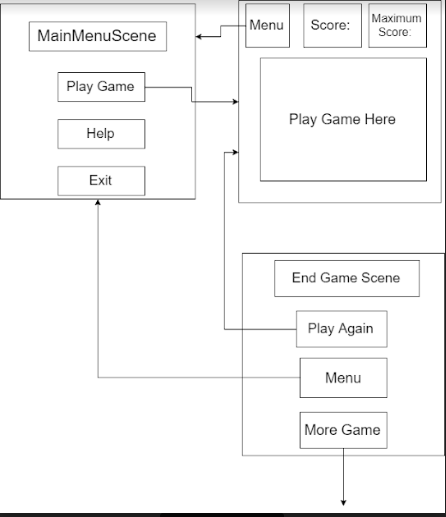 MainMenuScene
Play Game
Help
Exit
Menu
Score:
Maximum
Score:
Play Game Here
End Game Scene
Play Again
Menu
More Game